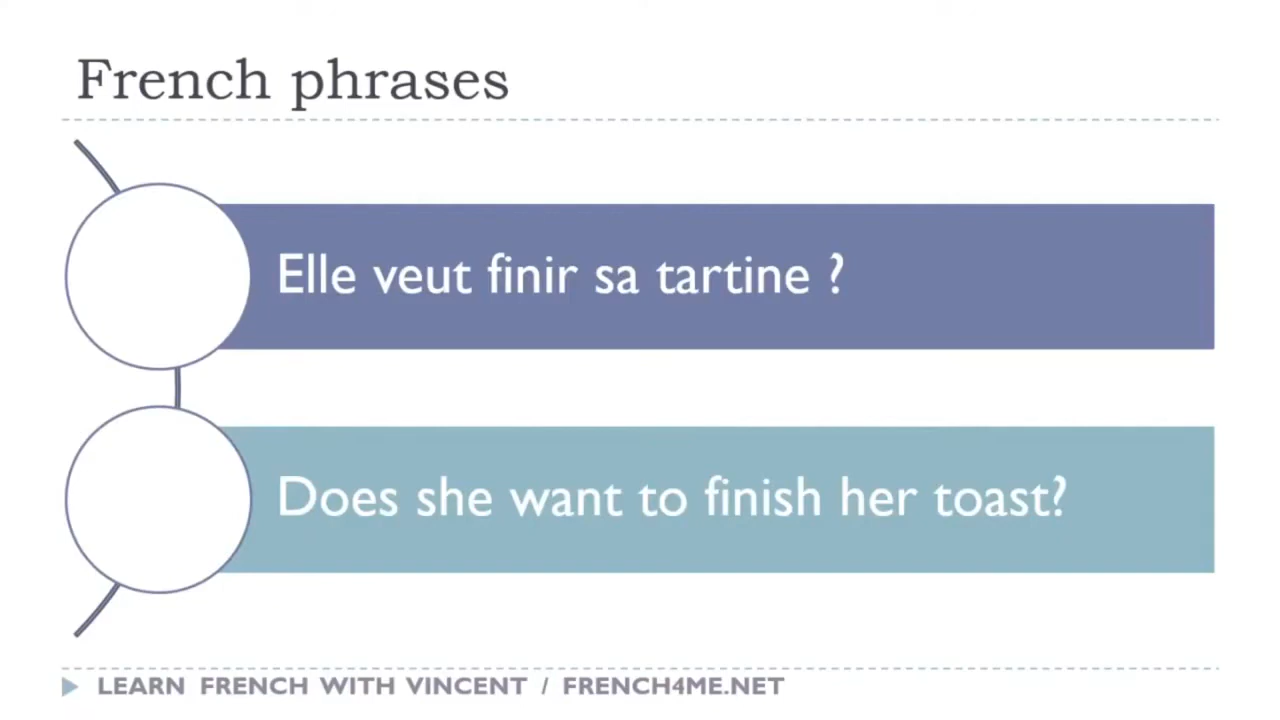 French phrases
Elle veut finir sa tartine ?
Does she want to finish her toast?
LEARN FRENCH WITH VINCENT / FRENCH4ME.NET